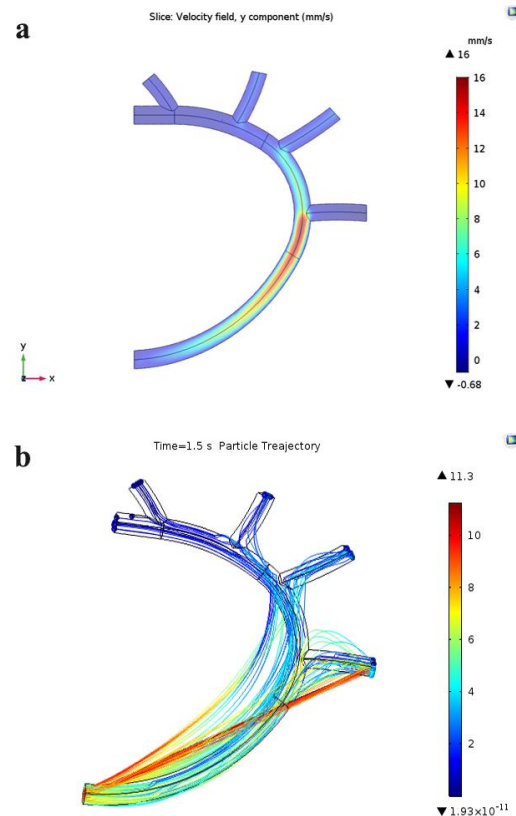 a
Slice: Velocity field, y component (mm/s)
mm/s
▲ 16
16
14
12
10
8
6
4
2
0
▼ -0.68
y
z
x
b
Time=1.5 s Particle Treajectory
▲ 11.3
10
8
6
4
2
▼ 1.93×10⁻¹¹